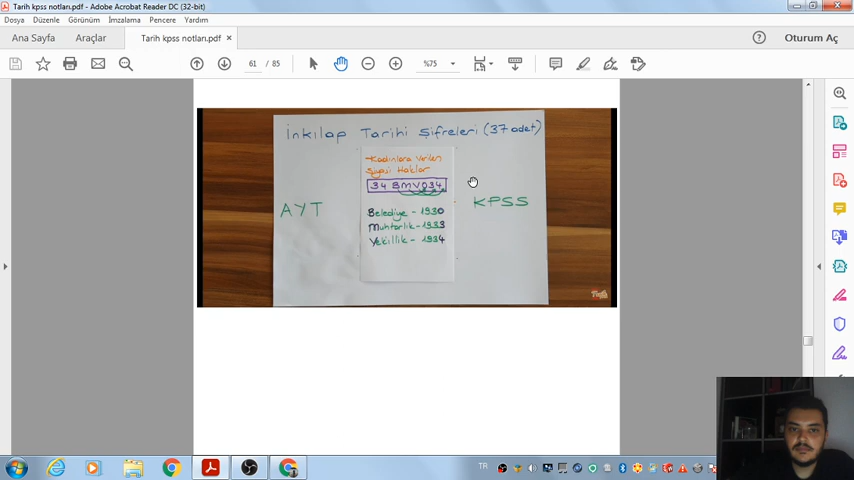 Tarih kpss notları.pdf - Adobe Acrobat Reader DC (32-bit)
Dosya Düzenle Görünüm İmzalama Pencere Yardım
Ana Sayfa Araçlar Tarih kpss notları.pdf × Oturum Aç
61 / 85 %75
İnkılap Tarihi Şifreleri (37 adet)
-Kadınlara Verilen
Siyasi Haklar
34 BMV034
AYT
KPSS
Belediye - 1930
Muhtarlık - 1933
Vekillik - 1934
TR